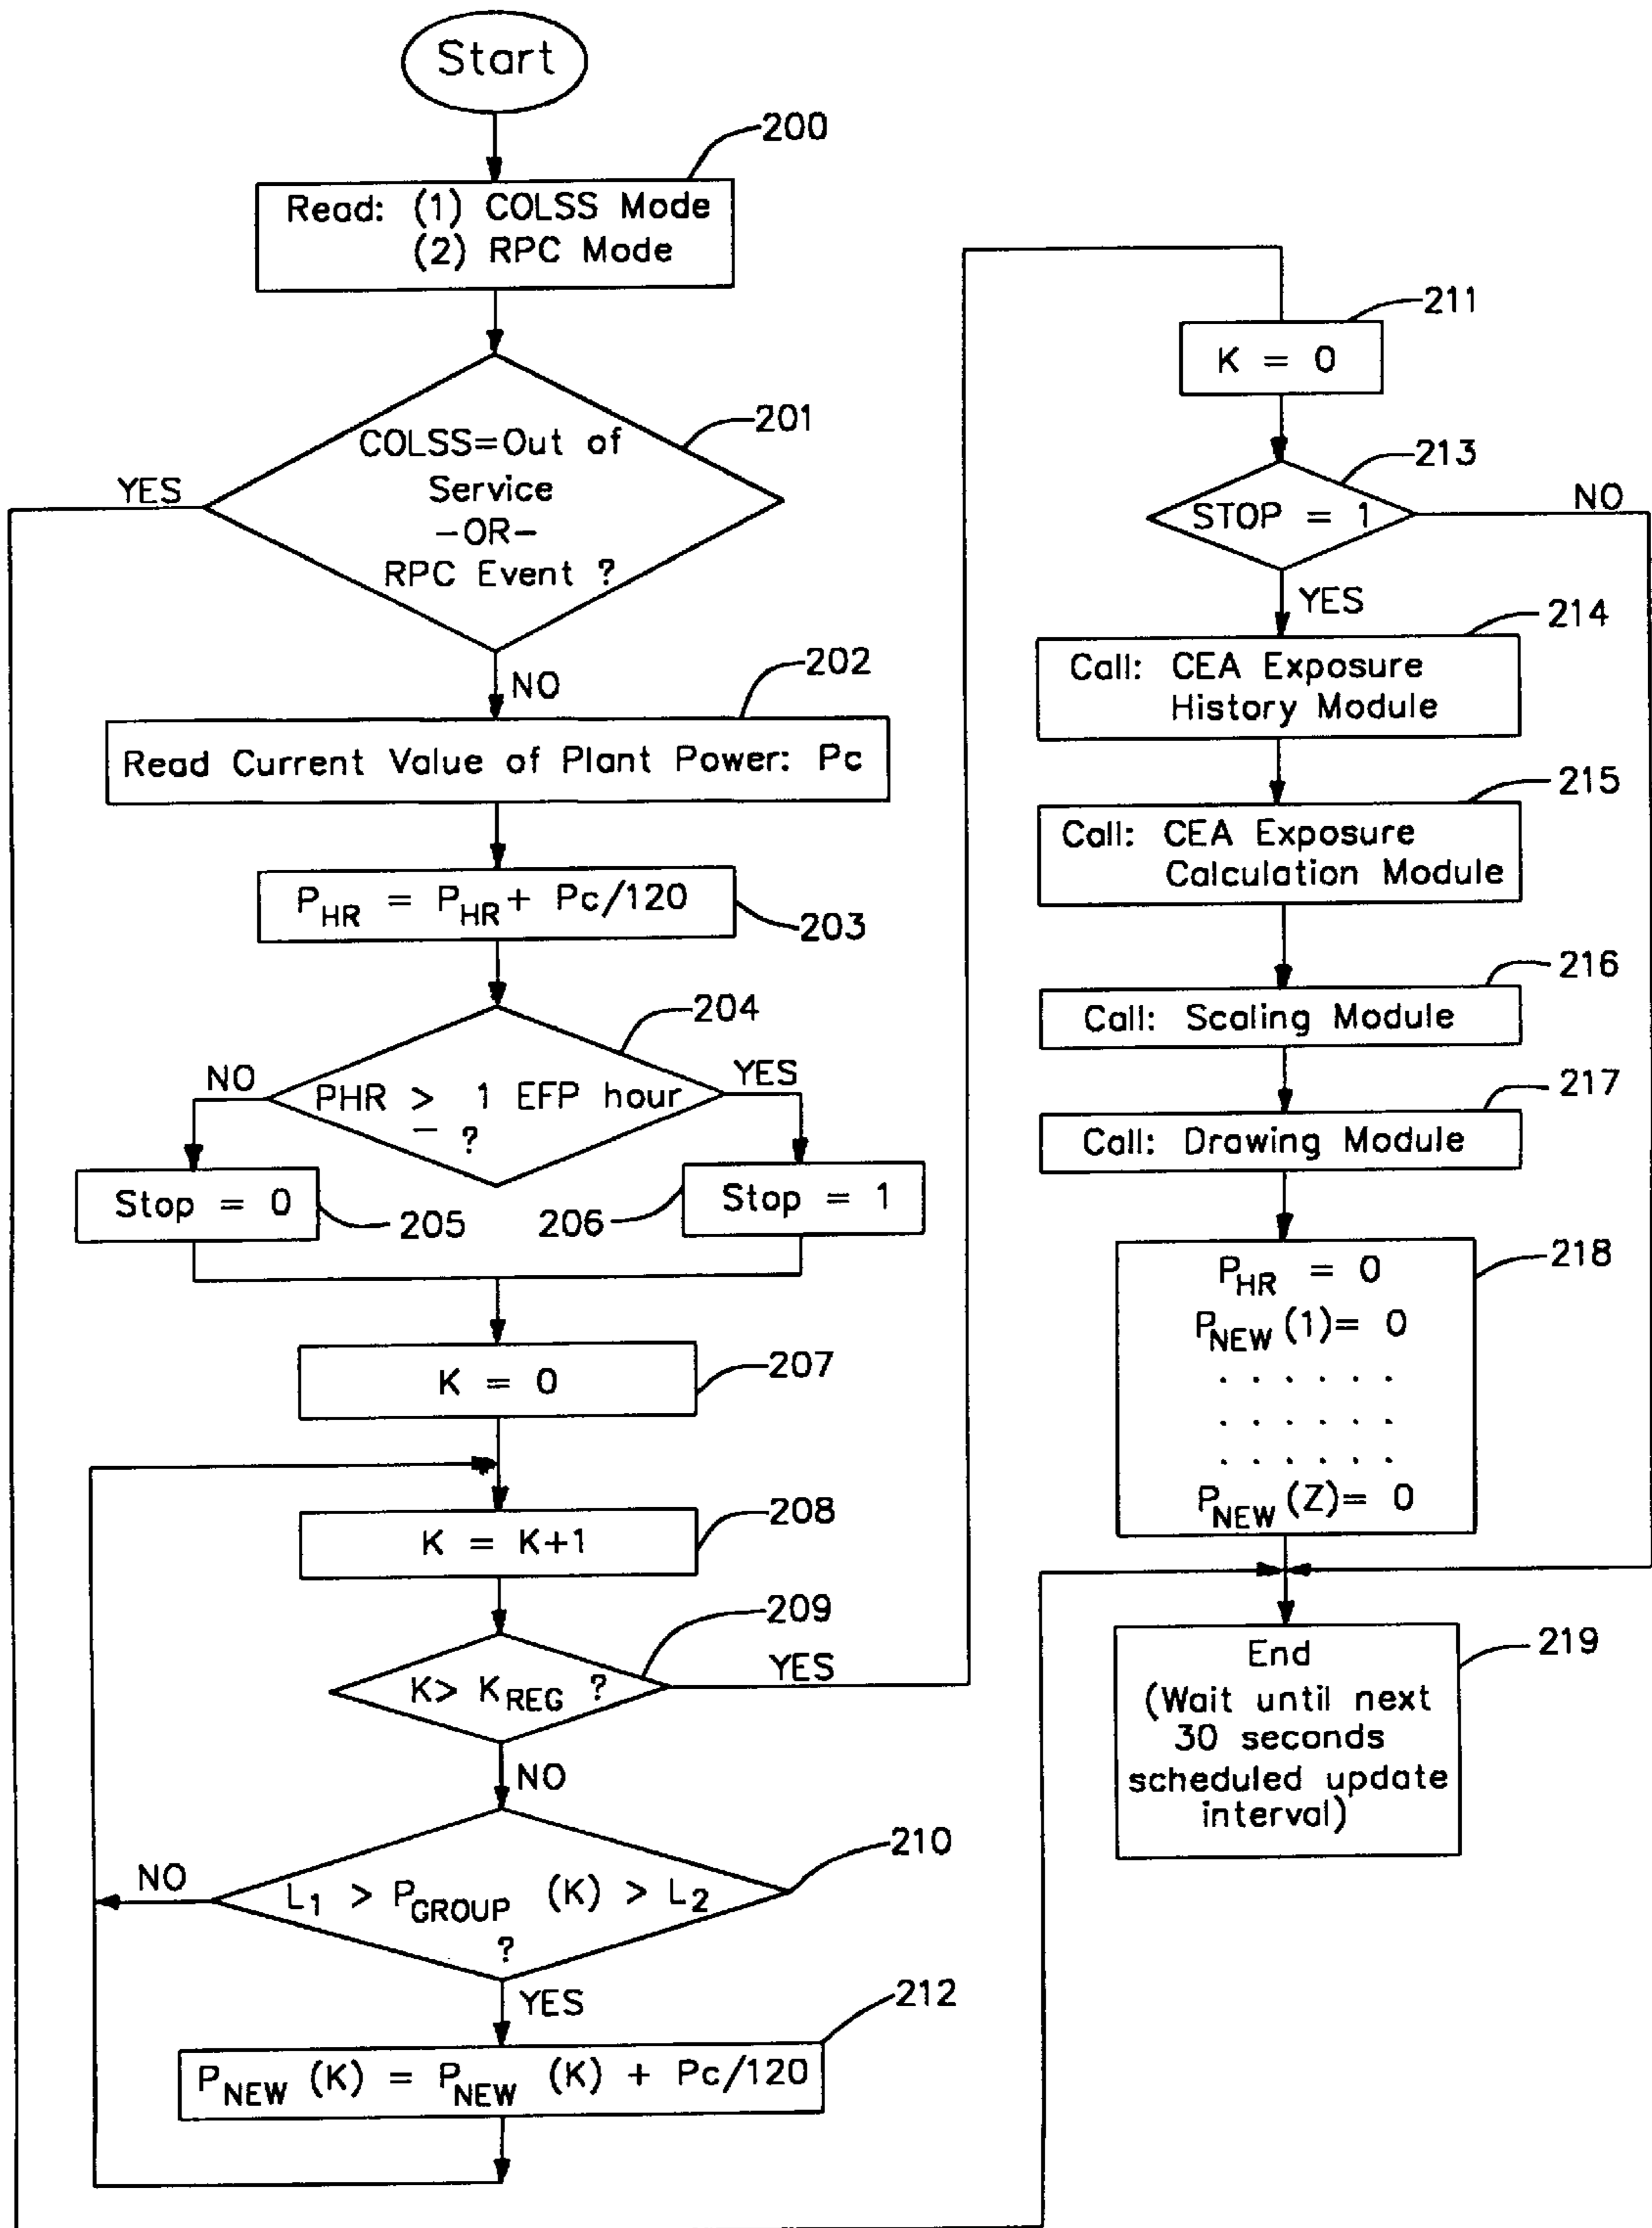 Start
200
Read: (1) COLSS Mode
(2) RPC Mode
201
COLSS=Out of
Service
-OR-
RPC Event ?
YES
NO
202
Read Current Value of Plant Power: Pc
P_HR = P_HR + Pc/120
203
204
NO
YES
PHR ≥ 1 EFP hour
?
Stop = 0
205
206
Stop = 1
K = 0
207
K = K+1
208
209
K> K_REG ?
YES
NO
210
NO
L1 > P_GROUP (K) > L2
?
YES
212
P_NEW (K) = P_NEW (K) + Pc/120
211
K = 0
213
STOP = 1
NO
YES
214
Call: CEA Exposure
History Module
215
Call: CEA Exposure
Calculation Module
216
Call: Scaling Module
217
Call: Drawing Module
218
P_HR = 0
P_NEW (1)= 0
. . . . . .
. . . . . .
. . . . . .
P_NEW (Z)= 0
219
End
(Wait until next
30 seconds
scheduled update
interval)